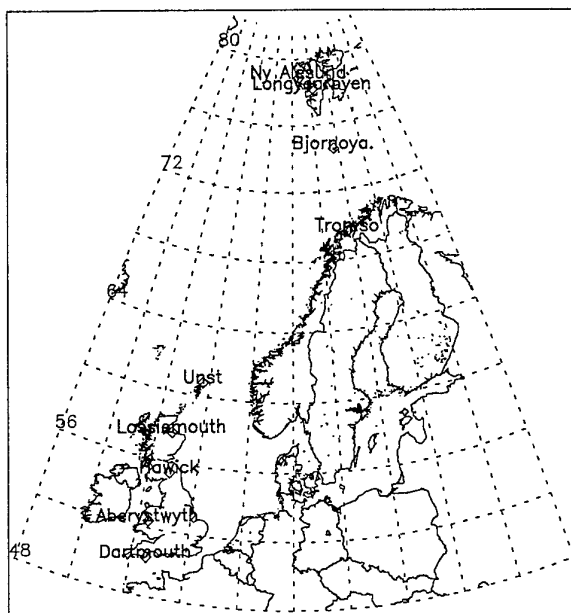 80
Ny Alesund
Longyearbyen
Bjornoya.
72
Tromso
64
Unst
56
Lossiemouth
Hawick
Aberystwyth
48
Dartmouth